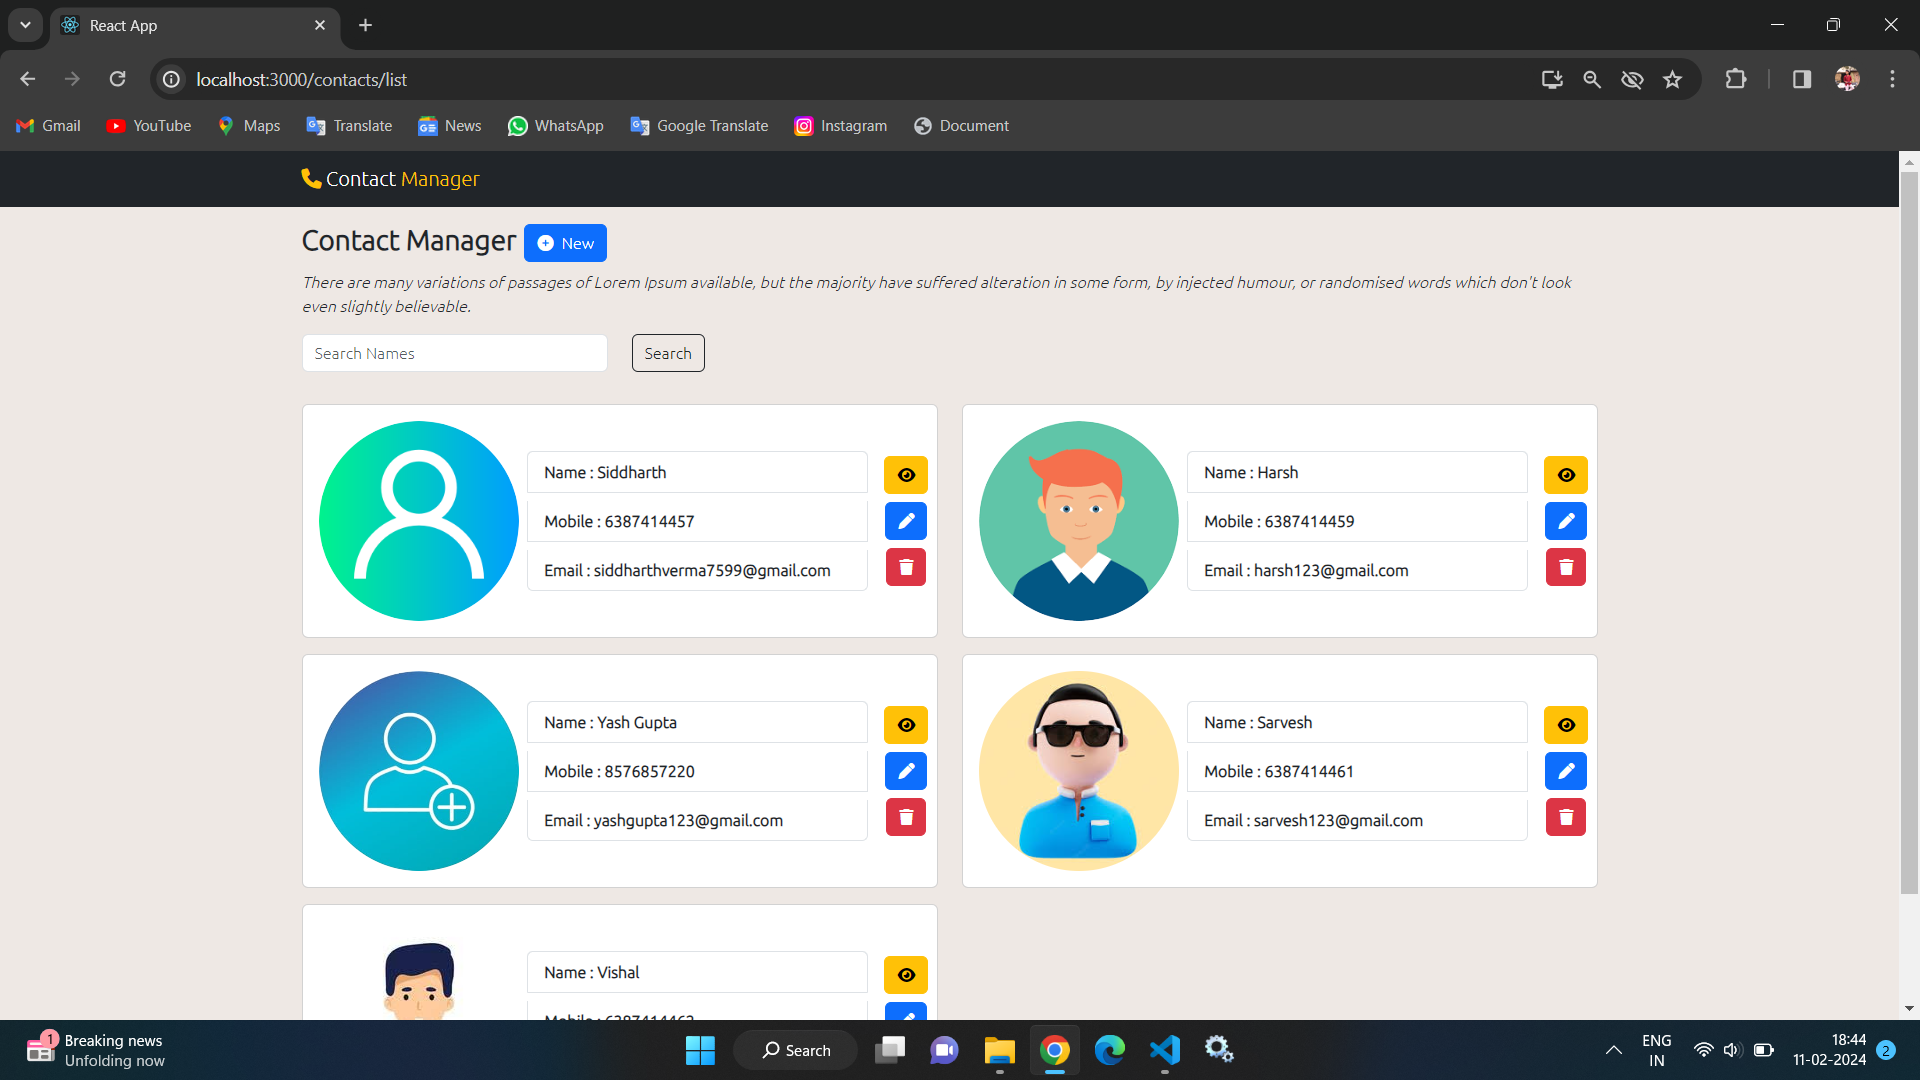 React App
localhost:3000/contacts/list
Gmail YouTube Maps Translate News WhatsApp Google Translate Instagram Document
Contact Manager
Contact Manager New
There are many variations of passages of Lorem Ipsum available, but the majority have suffered alteration in some form, by injected humour, or randomised words which don't look
even slightly believable.
Search Names Search
Name : Siddharth
Mobile : 6387414457
Email : siddharthverma7599@gmail.com
Name : Harsh
Mobile : 6387414459
Email : harsh123@gmail.com
Name : Yash Gupta
Mobile : 8576857220
Email : yashgupta123@gmail.com
Name : Sarvesh
Mobile : 6387414461
Email : sarvesh123@gmail.com
Name : Vishal
Mobile : 6387414462
1 Breaking news
Unfolding now
Search
ENG
IN
18:44
11-02-2024
2